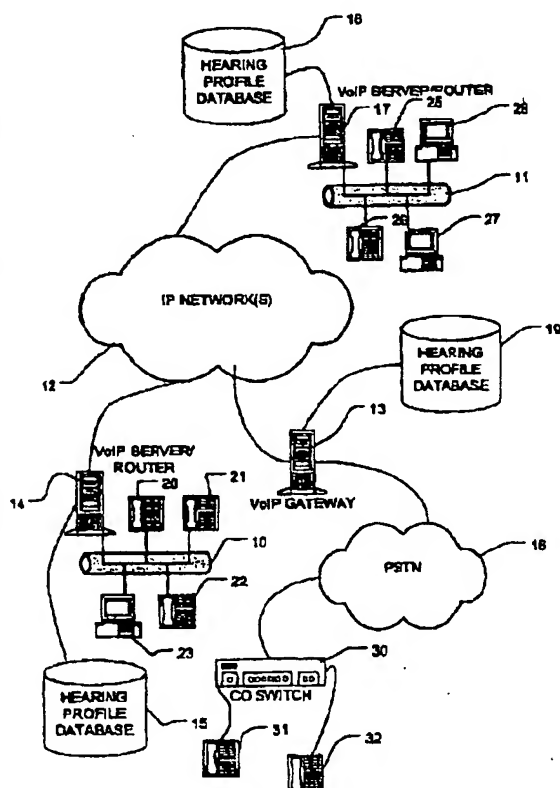 18
HEARING
PROFILE
DATABASE
VoIP SERVER/ROUTER
25
17
28
11
26
27
IP NETWORK(S)
12
19
HEARING
PROFILE
DATABASE
13
VoIP GATEWAY
VoIP SERVER/
ROUTER
14
20
21
10
22
23
16
PSTN
30
CO SWITCH
HEARING
PROFILE
DATABASE
15
31
32